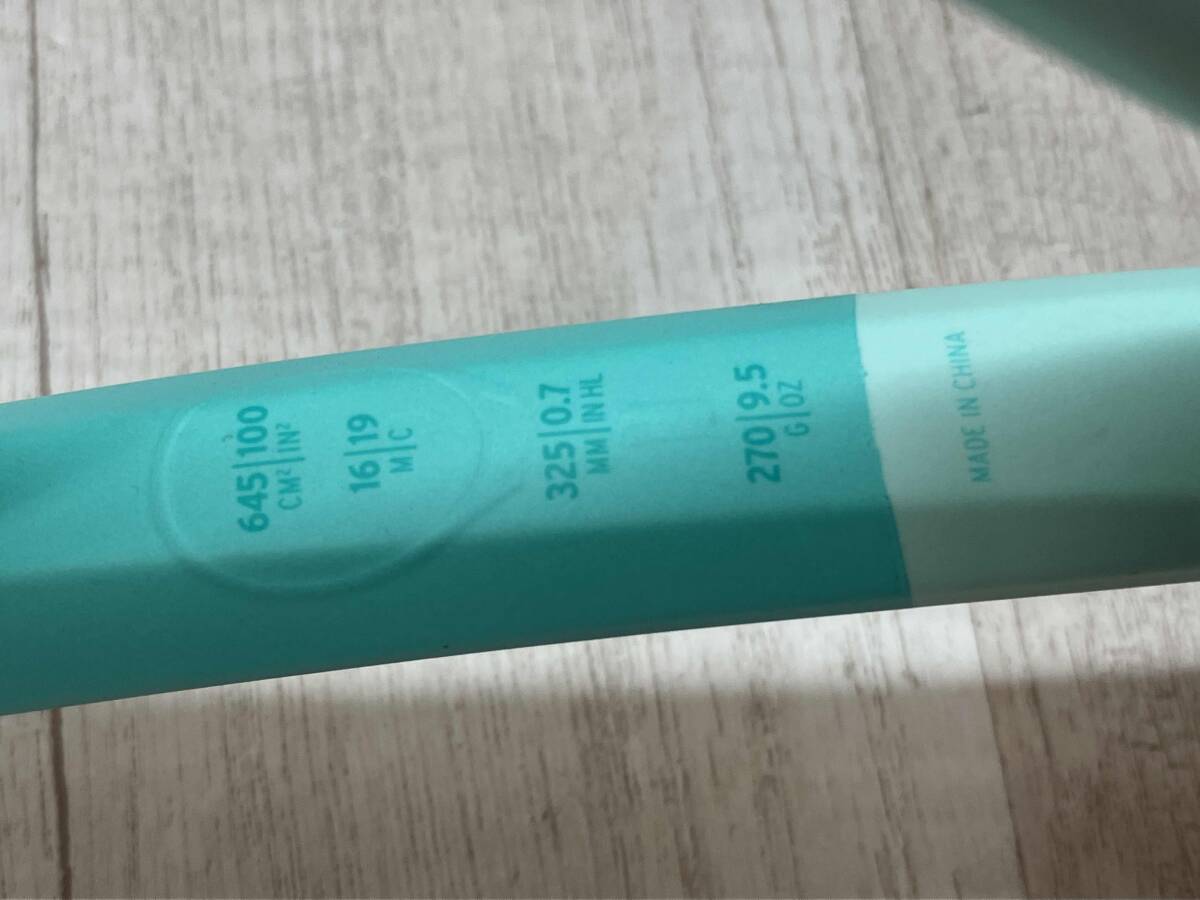 645|100
CM²|IN²
16|19
M|C
325|0.7
MM|IN HL
270|9.5
G|OZ
MADE IN CHINA